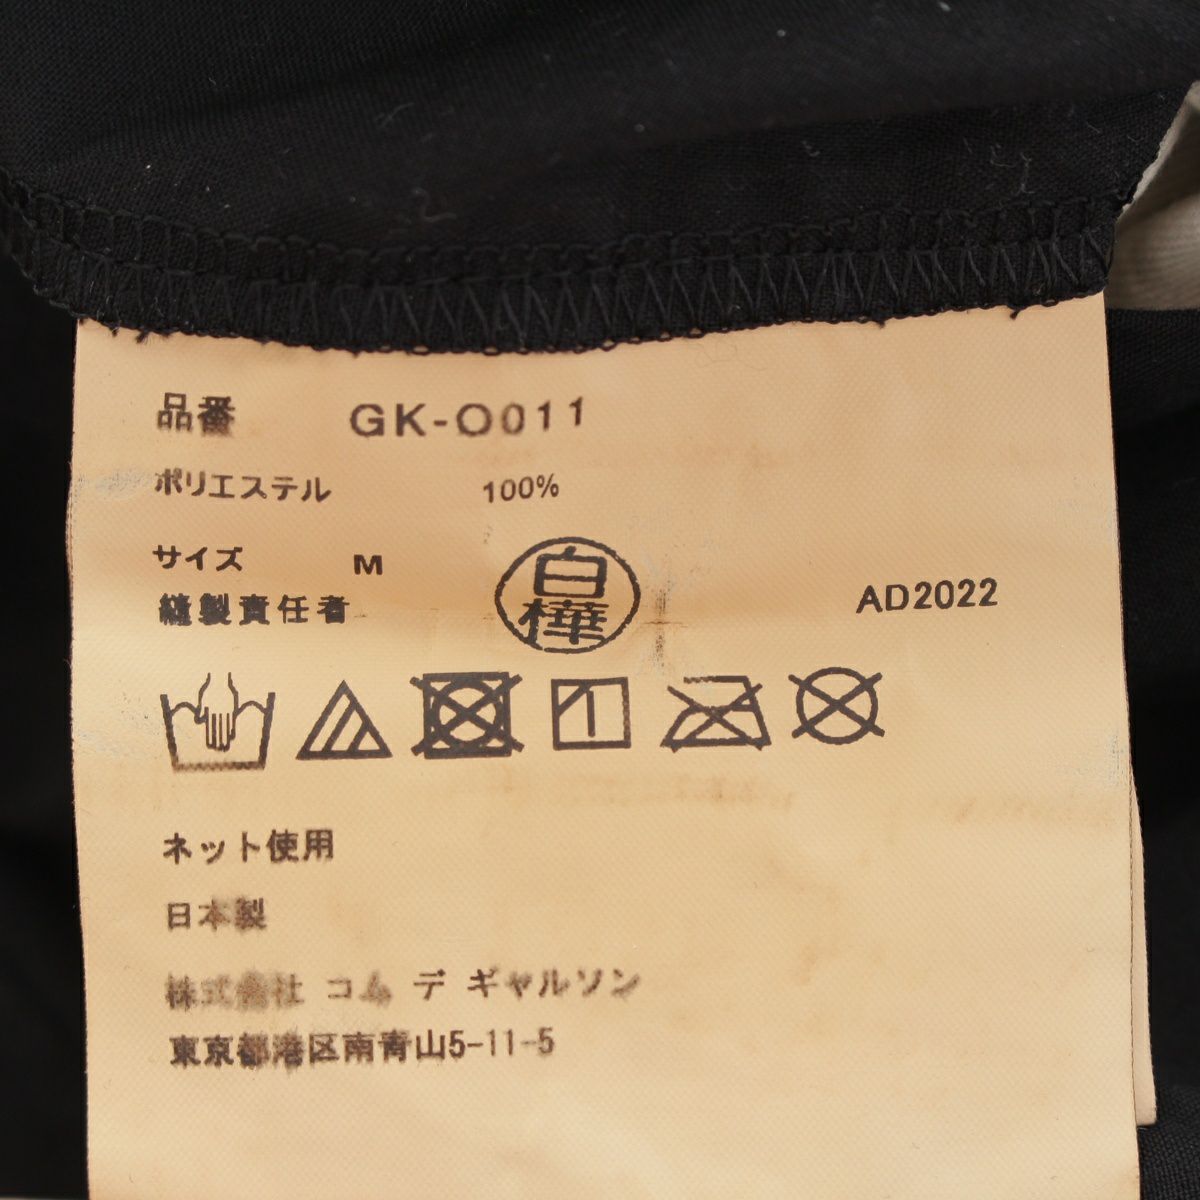 品番 GK-O011
ポリエステル 100%
サイズ M
白樺
縫製責任者
AD2022
ネット使用
日本製
株式会社 コム デ ギャルソン
東京都港区南青山5-11-5